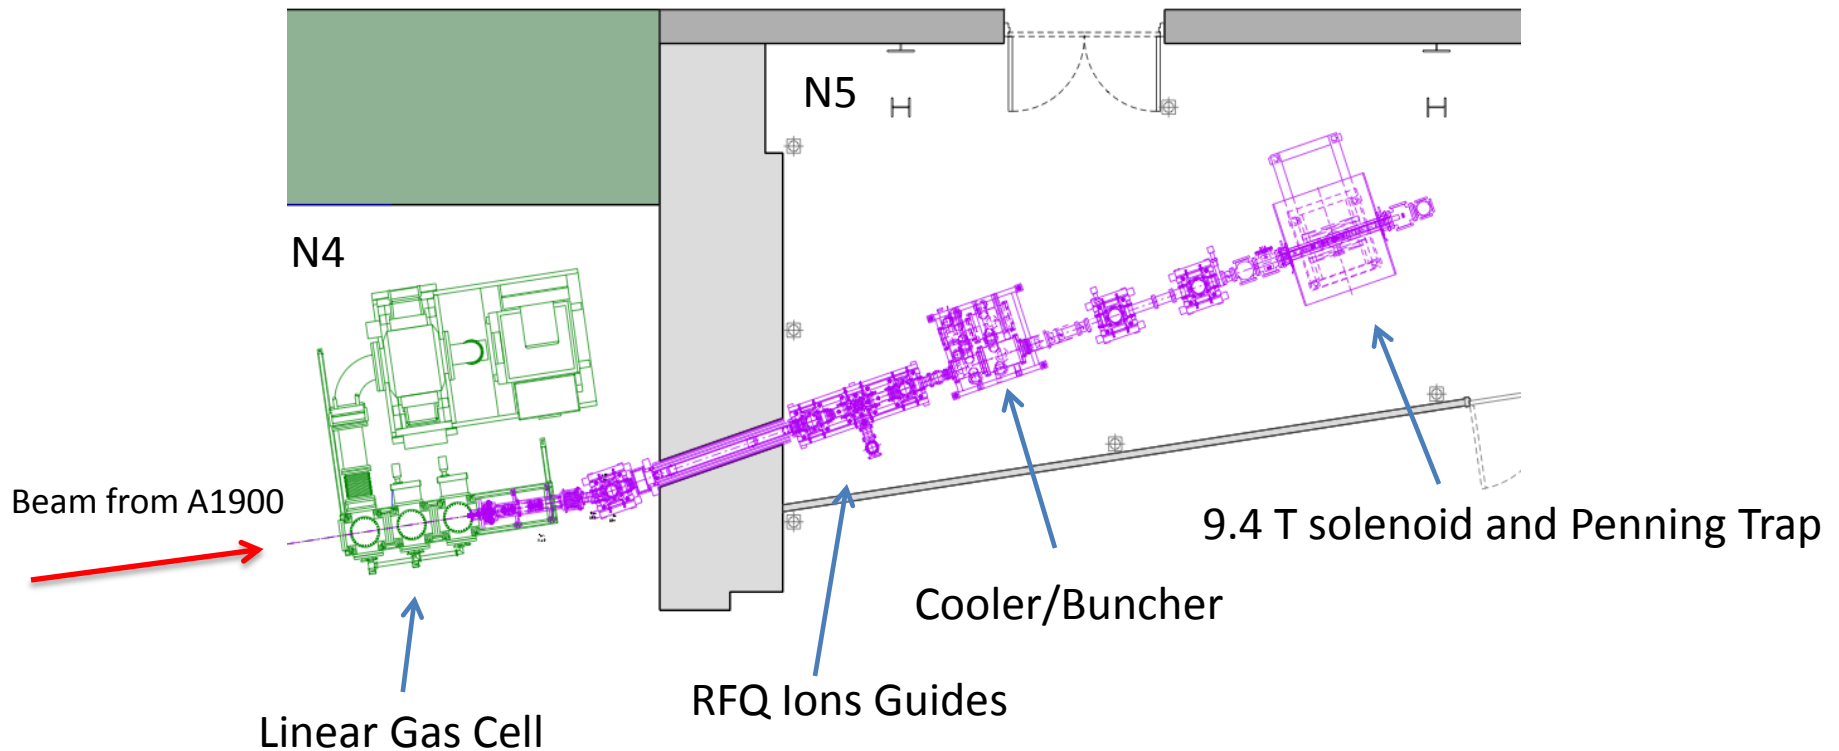 N5
N4
Beam from A1900
9.4 T solenoid and Penning Trap
Cooler/Buncher
RFQ Ions Guides
Linear Gas Cell